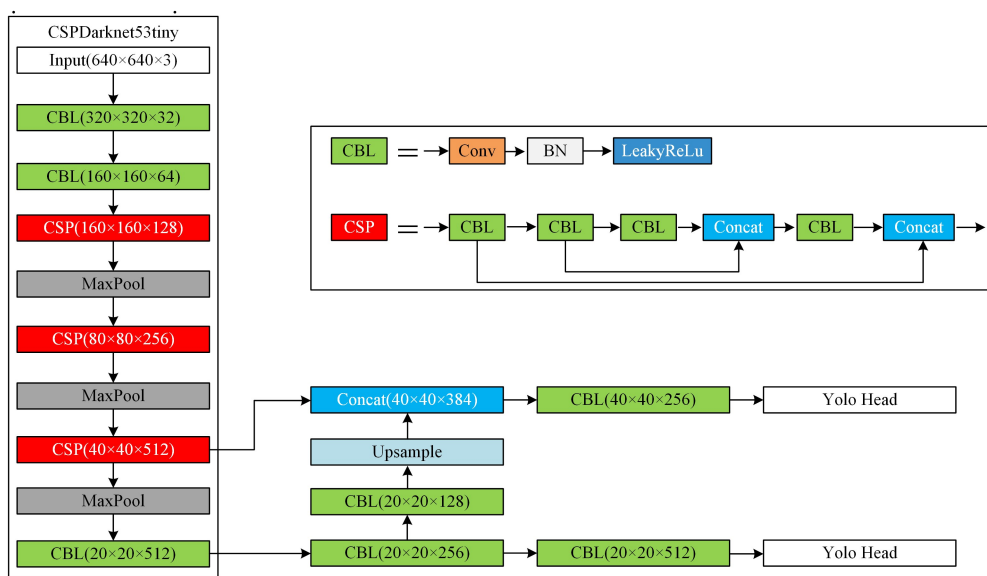 CSPDarknet53tiny
Input(640×640×3)
CBL(320×320×32)
CBL(160×160×64)
CSP(160×160×128)
MaxPool
CSP(80×80×256)
MaxPool
CSP(40×40×512)
MaxPool
CBL(20×20×512)
CBL = Conv BN LeakyReLu
CSP = CBL CBL CBL Concat CBL Concat
Concat(40×40×384) CBL(40×40×256) Yolo Head
Upsample
CBL(20×20×128)
CBL(20×20×256) CBL(20×20×512) Yolo Head